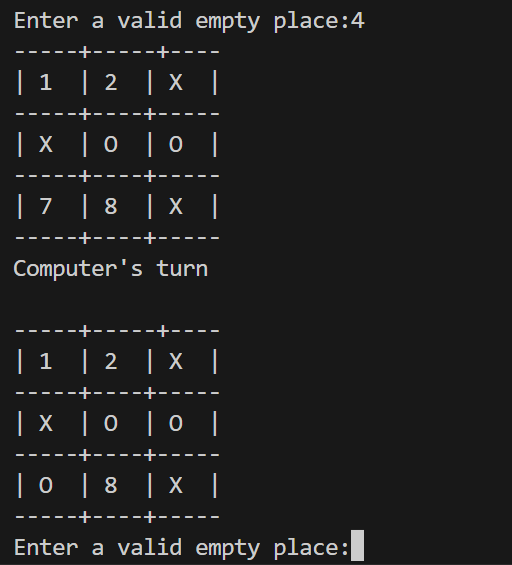 Enter a valid empty place:4
-----+-----+----
| 1  | 2  | X  |
-----+----+-----
| X  | O  | O  |
-----+----+-----
| 7  | 8  | X  |
-----+----+-----
Computer's turn

-----+-----+----
| 1  | 2  | X  |
-----+----+-----
| X  | O  | O  |
-----+----+-----
| O  | 8  | X  |
-----+----+-----
Enter a valid empty place: